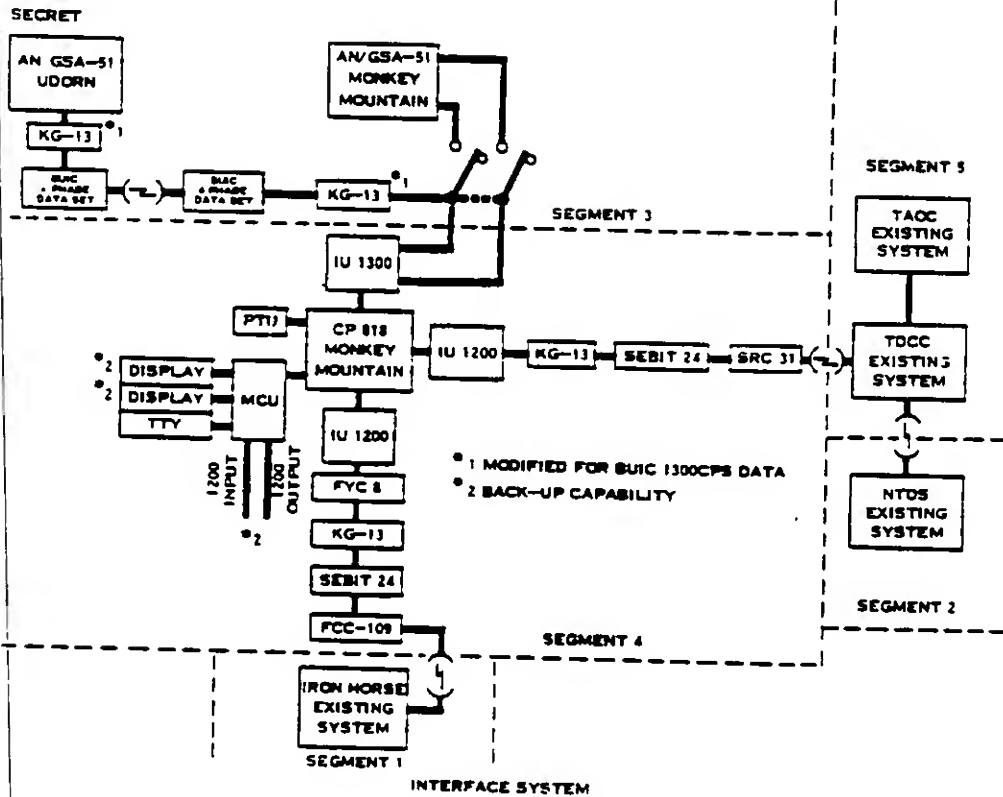 SECRET
AN GSA-51
UDORN
KG-13 *1
BUIC
4 PHASE
DATA SET
BUIC
4 PHASE
DATA SET
KG-13 *1
AN/GSA-51
MONKEY
MOUNTAIN
SEGMENT 3
SEGMENT 5
TACC
EXISTING
SYSTEM
TDCC
EXISTING
SYSTEM
NTDS
EXISTING
SYSTEM
SEGMENT 2
IU 1300
PTU
CP 818
MONKEY
MOUNTAIN
IU 1200
KG-13
SEBIT 24
SRC 31
*2 DISPLAY
*2 DISPLAY
TTY
MCU
1200
INPUT
1200
OUTPUT
*2
IU 1200
FYC 8
KG-13
SEBIT 24
FCC-109
*1 MODIFIED FOR BUIC 1300CPS DATA
*2 BACK-UP CAPABILITY
SEGMENT 4
IRON HORSE
EXISTING
SYSTEM
SEGMENT 1
INTERFACE SYSTEM